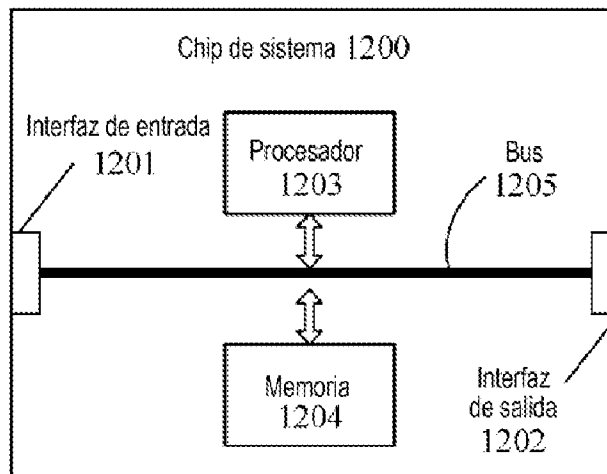 Chip de sistema 1200
Interfaz de entrada
1201
Procesador
1203
Bus
1205
Memoria
1204
Interfaz
de salida
1202